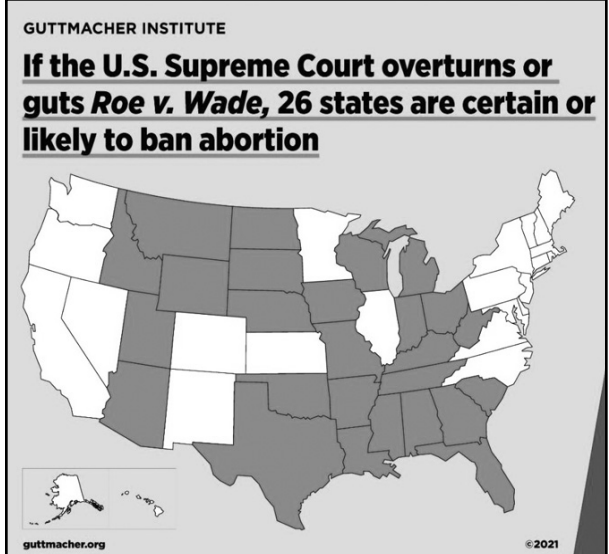 GUTTMACHER INSTITUTE
If the U.S. Supreme Court overturns or
guts Roe v. Wade, 26 states are certain or
likely to ban abortion
guttmacher.org
©2021